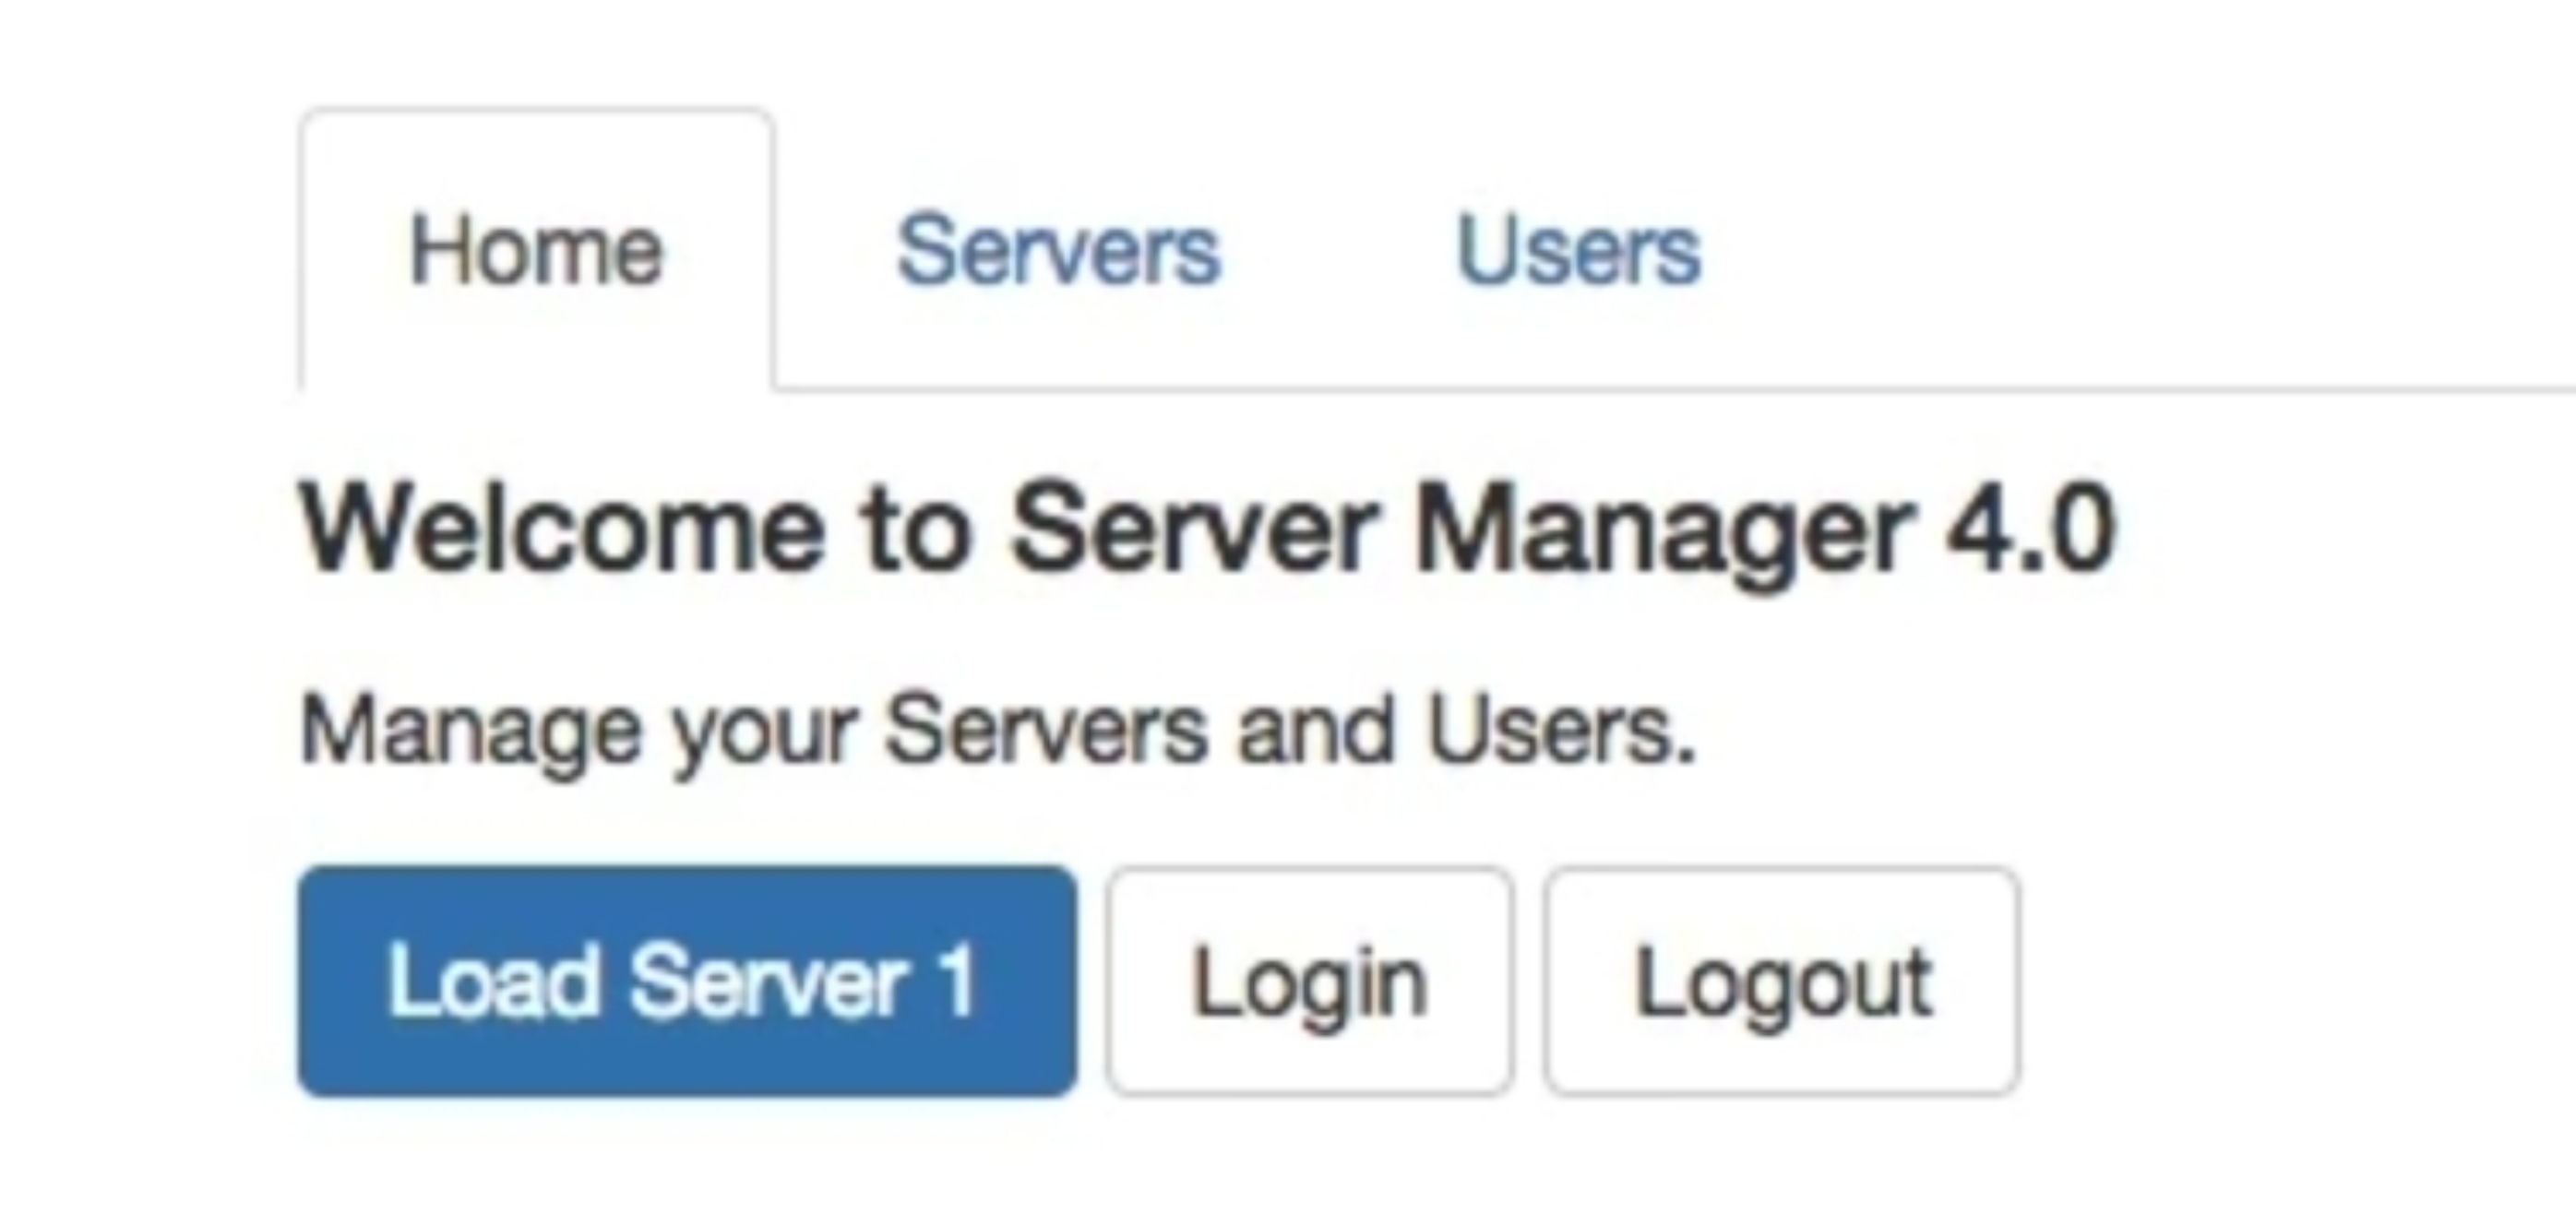 Home Servers Users
Welcome to Server Manager 4.0
Manage your Servers and Users.
Load Server 1 Login Logout